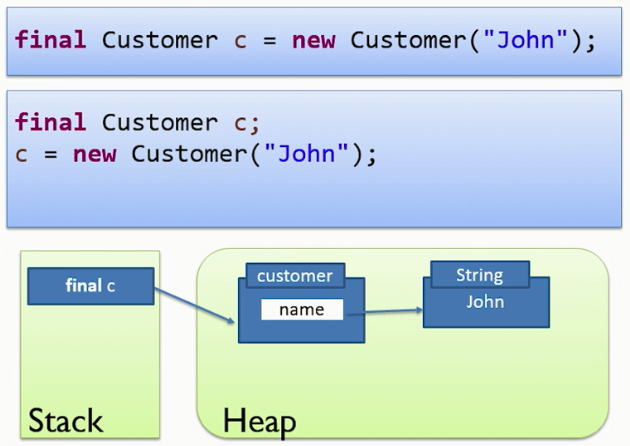 final Customer c = new Customer("John");
final Customer c;
c = new Customer("John");
final c
customer
name
String
John
Stack
Heap